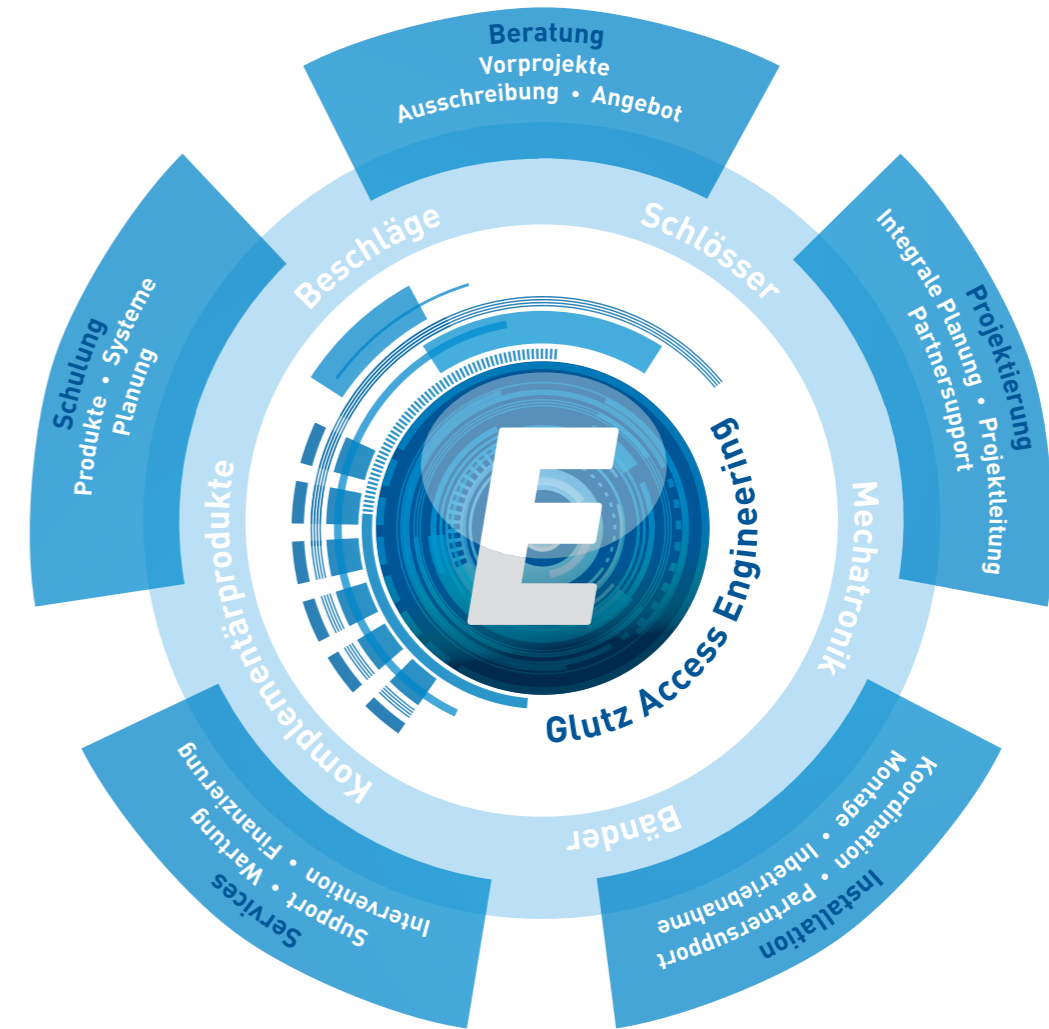 Beratung
Vorprojekte
Ausschreibung • Angebot
Projektierung
Integrale Planung • Projektleitung
Partnersupport
Installation
Koordination • Partnersupport
Montage • Inbetriebnahme
Services
Support • Wartung
Intervention • Finanzierung
Schulung
Produkte • Systeme
Planung
Beschläge
Schlösser
Mechatronik
Bänder
Komplementärprodukte
Glutz Access Engineering
E